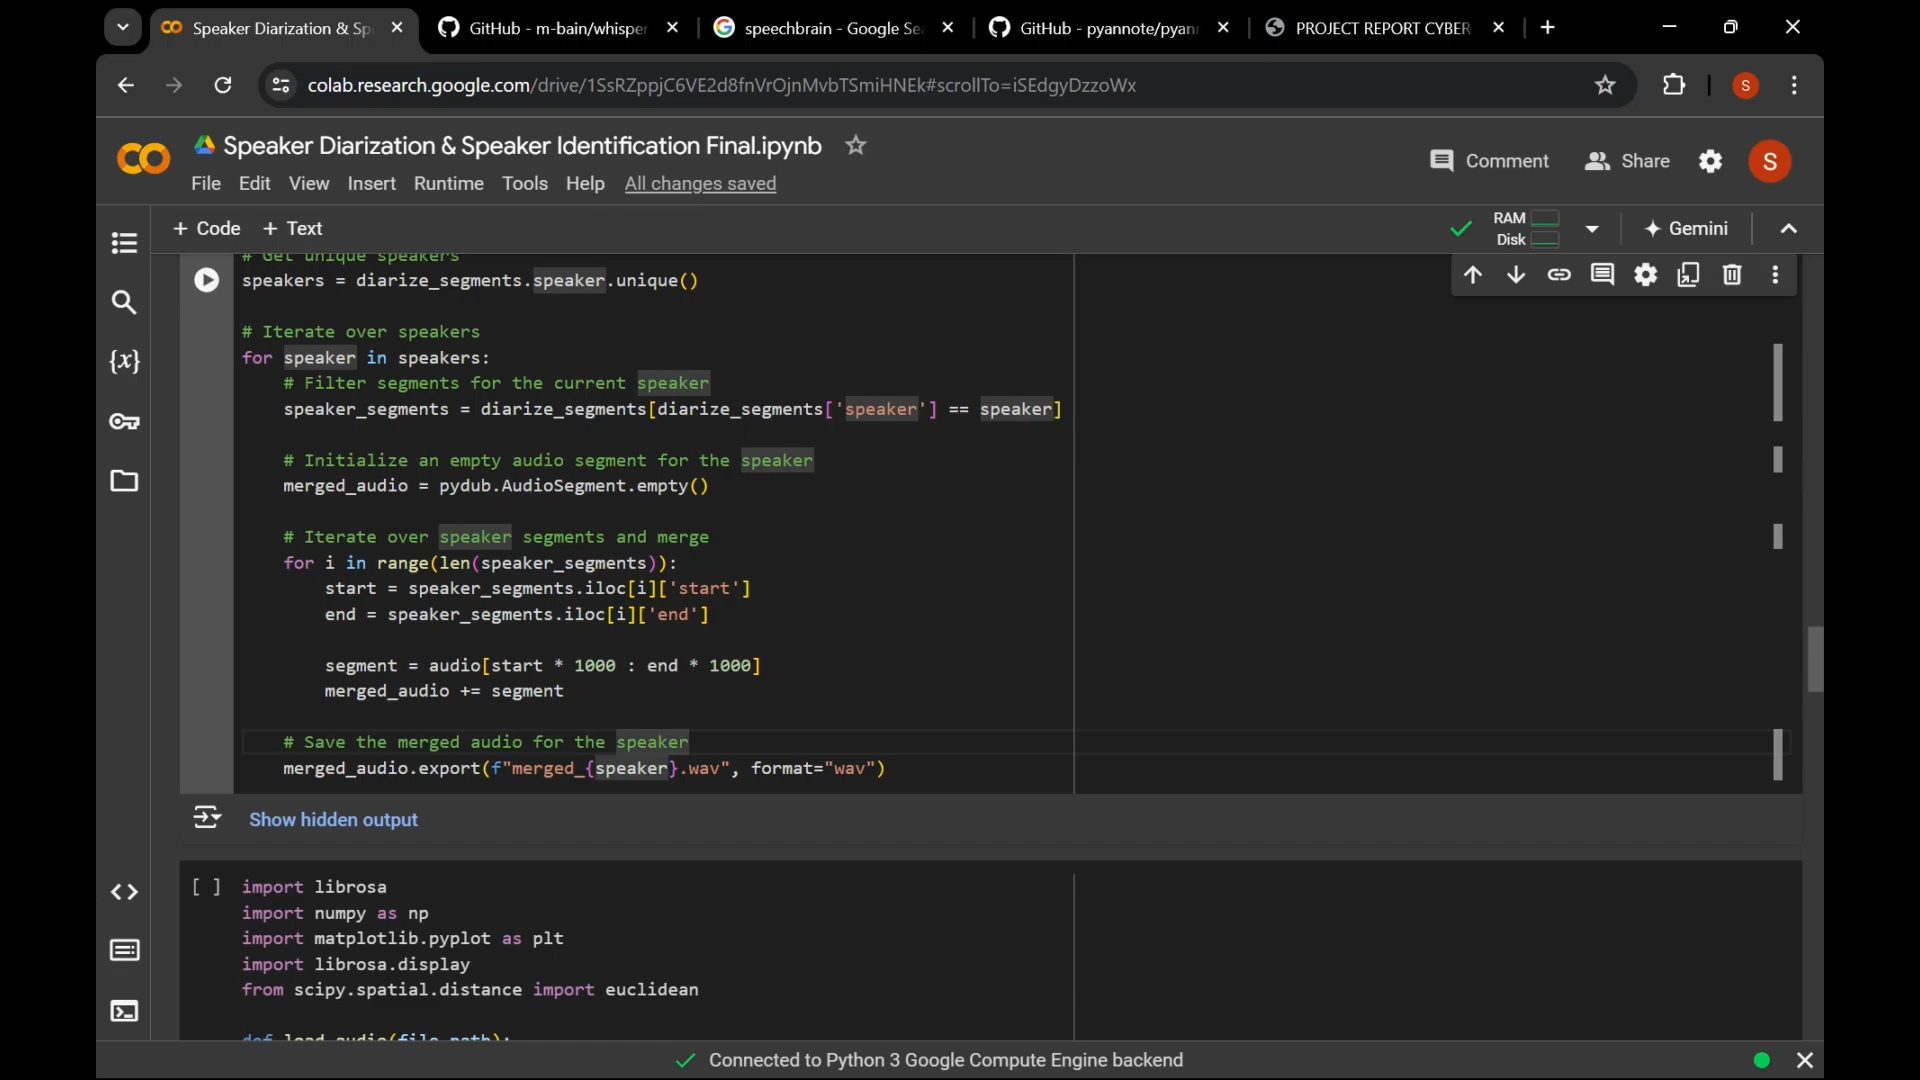 Speaker Diarization & Sp
GitHub - m-bain/whisper
speechbrain - Google Se
GitHub - pyannote/pyann
PROJECT REPORT CYBER
colab.research.google.com/drive/1SsRZppjC6VE2d8fnVrOjnMvbTSmiHNEk#scrollTo=iSEdgyDzzoWx
S
Speaker Diarization & Speaker Identification Final.ipynb
Comment
Share
S
File Edit View Insert Runtime Tools Help All changes saved
+ Code + Text
RAM
Disk
Gemini
# Get unique speakers
speakers = diarize_segments.speaker.unique()
# Iterate over speakers
for speaker in speakers:
# Filter segments for the current speaker
speaker_segments = diarize_segments[diarize_segments['speaker'] == speaker]
# Initialize an empty audio segment for the speaker
merged_audio = pydub.AudioSegment.empty()
# Iterate over speaker segments and merge
for i in range(len(speaker_segments)):
start = speaker_segments.iloc[i]['start']
end = speaker_segments.iloc[i]['end']
segment = audio[start * 1000 : end * 1000]
merged_audio += segment
# Save the merged audio for the speaker
merged_audio.export(f"merged_{speaker}.wav", format="wav")
Show hidden output
[ ] import librosa
import numpy as np
import matplotlib.pyplot as plt
import librosa.display
from scipy.spatial.distance import euclidean
def load_audio(file_path):
Connected to Python 3 Google Compute Engine backend